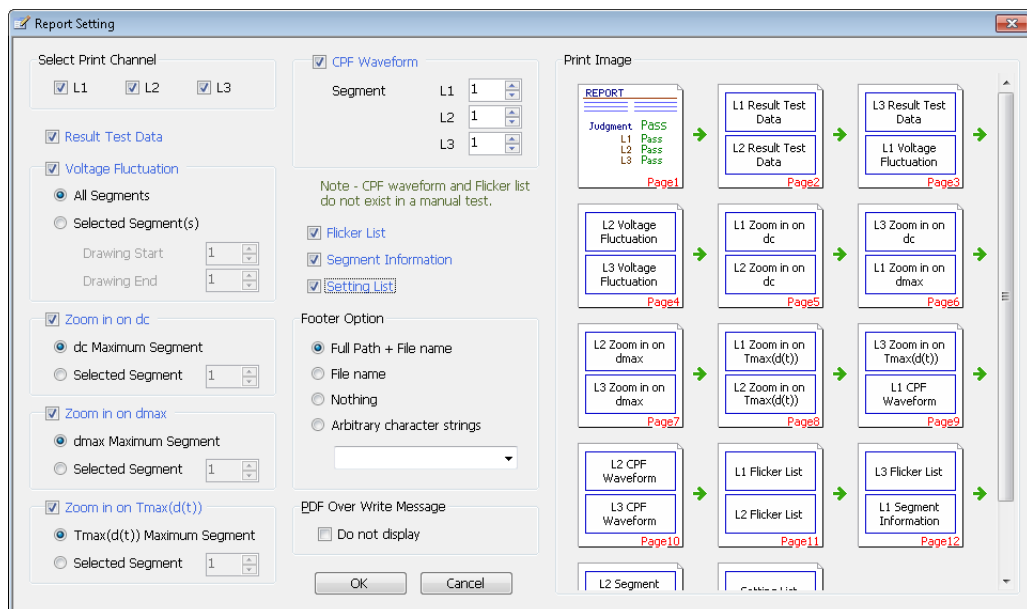 Report Setting
Select Print Channel
L1
L2
L3
Result Test Data
Voltage Fluctuation
All Segments
Selected Segment(s)
Drawing Start
1
Drawing End
1
Zoom in on dc
dc Maximum Segment
Selected Segment
1
Zoom in on dmax
dmax Maximum Segment
Selected Segment
1
Zoom in on Tmax(d(t))
Tmax(d(t)) Maximum Segment
Selected Segment
1
CPF Waveform
Segment
L1
1
L2
1
L3
1
Note - CPF waveform and Flicker list
do not exist in a manual test.
Flicker List
Segment Information
Setting List
Footer Option
Full Path + File name
File name
Nothing
Arbitrary character strings
PDF Over Write Message
Do not display
OK
Cancel
Print Image
REPORT
Judgment Pass
L1 Pass
L2 Pass
L3 Pass
Page1
L1 Result Test
Data
L2 Result Test
Data
Page2
L3 Result Test
Data
L1 Voltage
Fluctuation
Page3
L2 Voltage
Fluctuation
L3 Voltage
Fluctuation
Page4
L1 Zoom in on
dc
L2 Zoom in on
dc
Page5
L3 Zoom in on
dc
L1 Zoom in on
dmax
Page6
L2 Zoom in on
dmax
L3 Zoom in on
dmax
Page7
L1 Zoom in on
Tmax(d(t))
L2 Zoom in on
Tmax(d(t))
Page8
L3 Zoom in on
Tmax(d(t))
L1 CPF
Waveform
Page9
L2 CPF
Waveform
L3 CPF
Waveform
Page10
L1 Flicker List
L2 Flicker List
Page11
L3 Flicker List
L1 Segment
Information
Page12
L2 Segment
Setting List